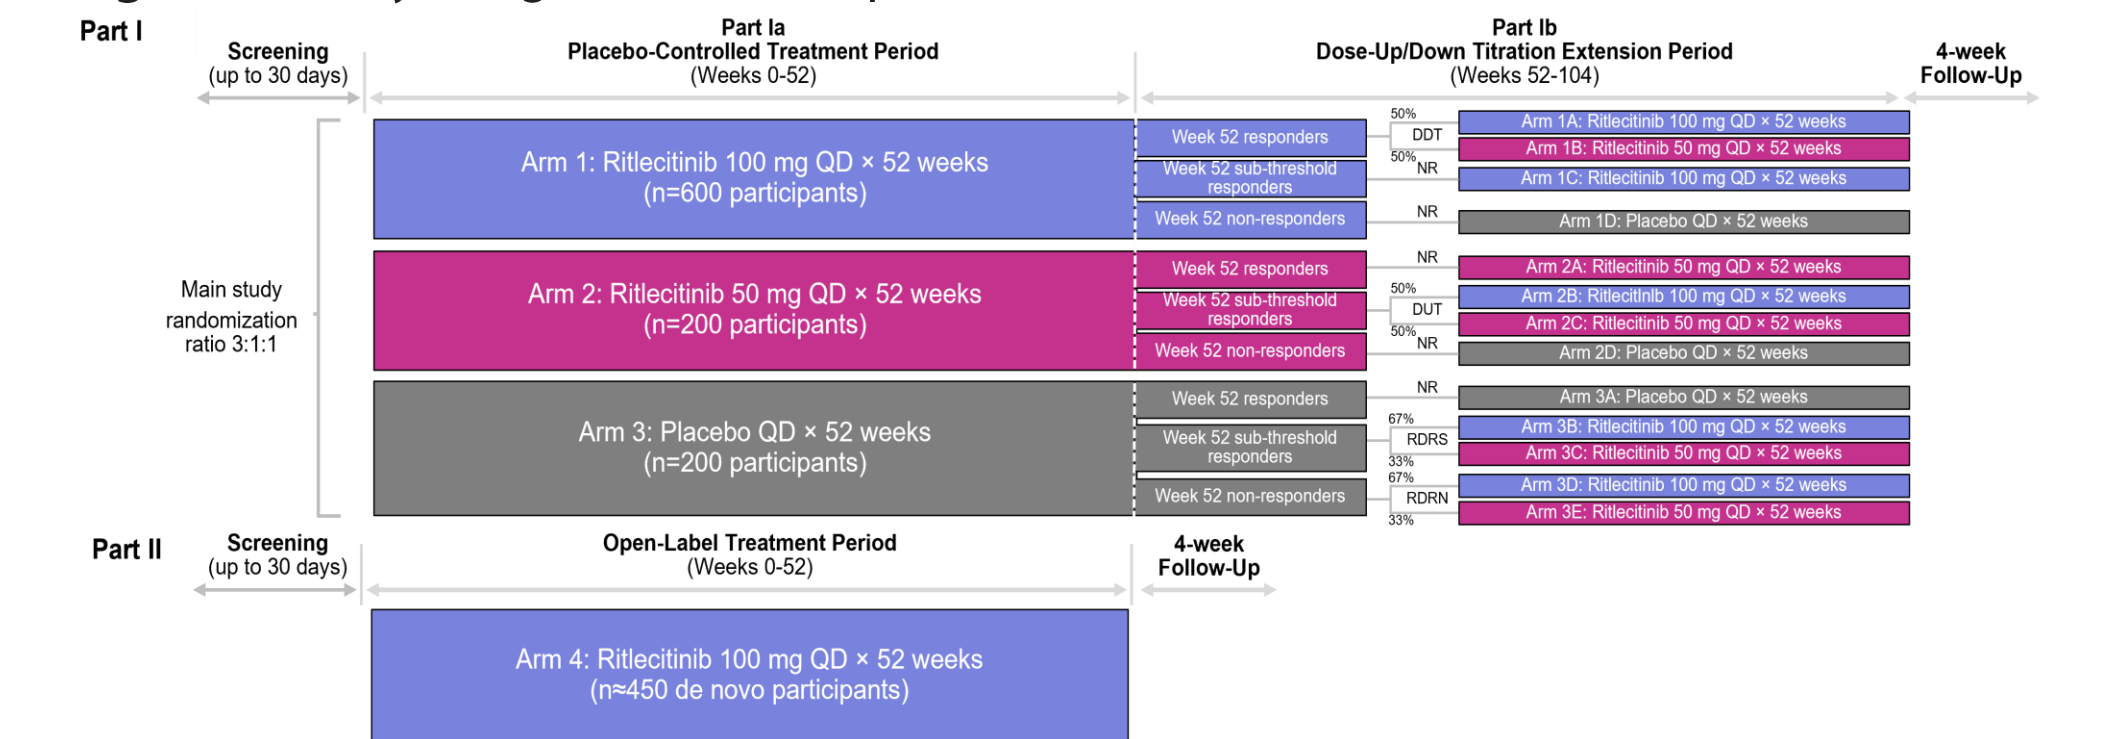 Part I
Screening
(up to 30 days)
Part Ia
Placebo-Controlled Treatment Period
(Weeks 0-52)
Part Ib
Dose-Up/Down Titration Extension Period
(Weeks 52-104)
4-week
Follow-Up
Main study
randomization
ratio 3:1:1
Arm 1: Ritlecitinib 100 mg QD × 52 weeks
(n=600 participants)
Week 52 responders
50%
DDT
50%
Arm 1A: Ritlecitinib 100 mg QD × 52 weeks
Arm 1B: Ritlecitinib 50 mg QD × 52 weeks
Week 52 sub-threshold
responders
NR
Arm 1C: Ritlecitinib 100 mg QD × 52 weeks
Week 52 non-responders
NR
Arm 1D: Placebo QD × 52 weeks
Arm 2: Ritlecitinib 50 mg QD × 52 weeks
(n=200 participants)
Week 52 responders
NR
Arm 2A: Ritlecitinib 50 mg QD × 52 weeks
Week 52 sub-threshold
responders
50%
DUT
50%
Arm 2B: RitlecitInIb 100 mg QD × 52 weeks
Arm 2C: Ritlecitinib 50 mg QD × 52 weeks
Week 52 non-responders
NR
Arm 2D: Placebo QD × 52 weeks
Arm 3: Placebo QD × 52 weeks
(n=200 participants)
Week 52 responders
NR
Arm 3A: Placebo QD × 52 weeks
Week 52 sub-threshold
responders
67%
RDRS
33%
Arm 3B: Ritlecitinib 100 mg QD × 52 weeks
Arm 3C: Ritlecitinib 50 mg QD × 52 weeks
Week 52 non-responders
67%
RDRN
33%
Arm 3D: Ritlecitinib 100 mg QD × 52 weeks
Arm 3E: Ritlecitinib 50 mg QD × 52 weeks
Part II
Screening
(up to 30 days)
Open-Label Treatment Period
(Weeks 0-52)
4-week
Follow-Up
Arm 4: Ritlecitinib 100 mg QD × 52 weeks
(n≈450 de novo participants)